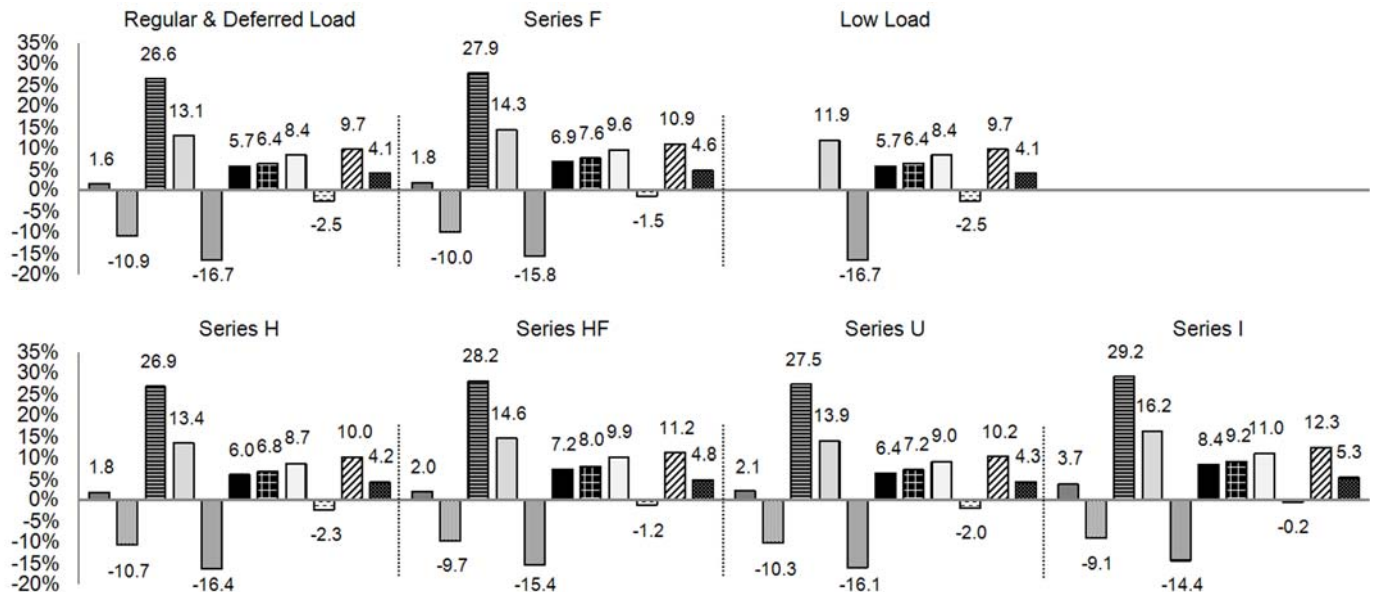 Regular & Deferred Load Series F Low Load
35%
30%
25%
20%
15%
10%
5%
0%
-5%
-10%
-15%
-20%
1.6 -10.9 26.6 13.1 -16.7 5.7 6.4 8.4 -2.5 9.7 4.1
1.8 -10.0 27.9 14.3 -15.8 6.9 7.6 9.6 -1.5 10.9 4.6
11.9 -16.7 5.7 6.4 8.4 -2.5 9.7 4.1
Series H Series HF Series U Series I
35%
30%
25%
20%
15%
10%
5%
0%
-5%
-10%
-15%
-20%
1.8 -10.7 26.9 13.4 -16.4 6.0 6.8 8.7 -2.3 10.0 4.2
2.0 -9.7 28.2 14.6 -15.4 7.2 8.0 9.9 -1.2 11.2 4.8
2.1 -10.3 27.5 13.9 -16.1 6.4 7.2 9.0 -2.0 10.2 4.3
3.7 -9.1 29.2 16.2 -14.4 8.4 9.2 11.0 -0.2 12.3 5.3